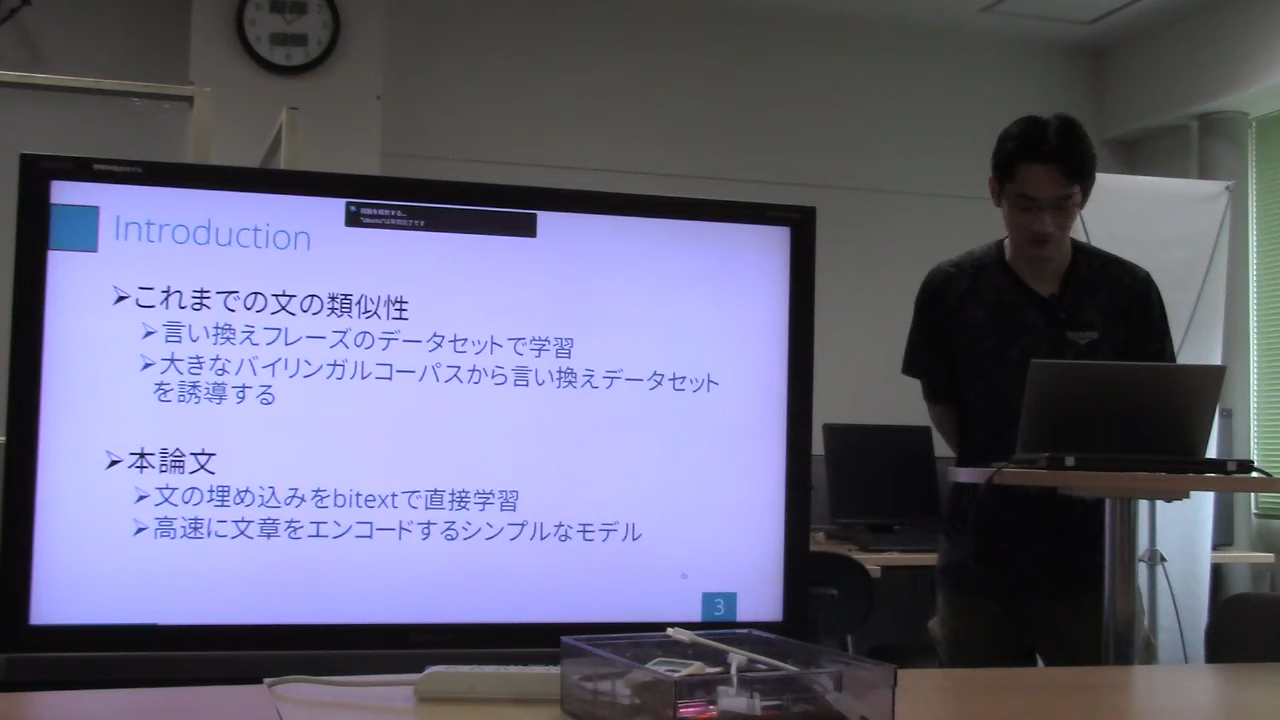 Introduction
➢これまでの文の類似性
➢言い換えフレーズのデータセットで学習
➢大きなバイリンガルコーパスから言い換えデータセット
を誘導する
➢本論文
➢文の埋め込みをbitextで直接学習
➢高速に文章をエンコードするシンプルなモデル
3